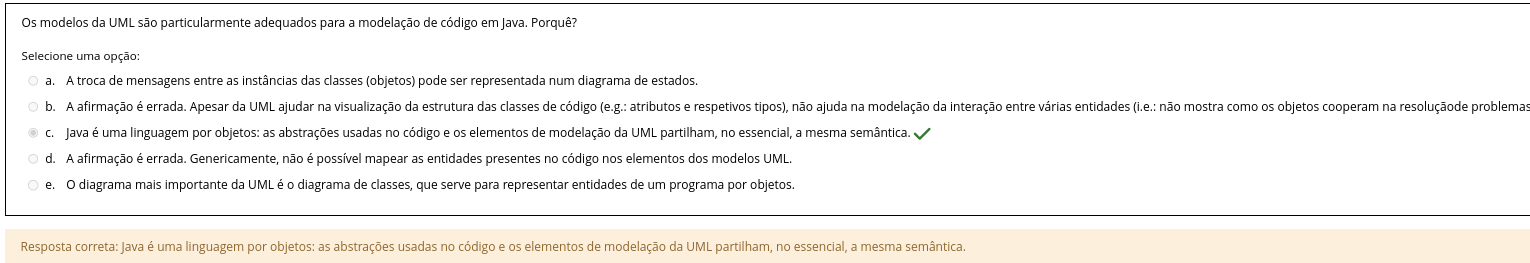 Os modelos da UML são particularmente adequados para a modelação de código em Java. Porquê?
Selecione uma opção:
a. A troca de mensagens entre as instâncias das classes (objetos) pode ser representada num diagrama de estados.
b. A afirmação é errada. Apesar da UML ajudar na visualização da estrutura das classes de código (e.g.: atributos e respetivos tipos), não ajuda na modelação da interação entre várias entidades (i.e.: não mostra como os objetos cooperam na resoluçãode problemas
c. Java é uma linguagem por objetos: as abstrações usadas no código e os elementos de modelação da UML partilham, no essencial, a mesma semântica.
d. A afirmação é errada. Genericamente, não é possível mapear as entidades presentes no código nos elementos dos modelos UML.
e. O diagrama mais importante da UML é o diagrama de classes, que serve para representar entidades de um programa por objetos.
Resposta correta: Java é uma linguagem por objetos: as abstrações usadas no código e os elementos de modelação da UML partilham, no essencial, a mesma semântica.